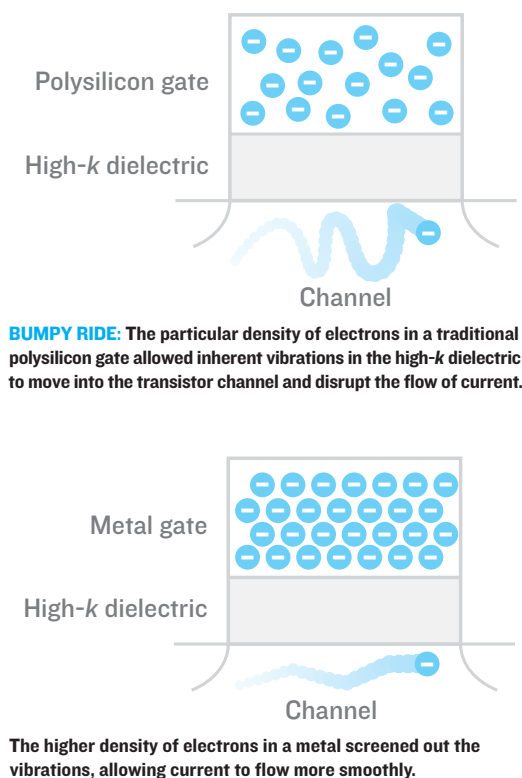 Polysilicon gate
High-k dielectric
Channel
BUMPY RIDE: The particular density of electrons in a traditional
polysilicon gate allowed inherent vibrations in the high-k dielectric
to move into the transistor channel and disrupt the flow of current.
Metal gate
High-k dielectric
Channel
The higher density of electrons in a metal screened out the
vibrations, allowing current to flow more smoothly.